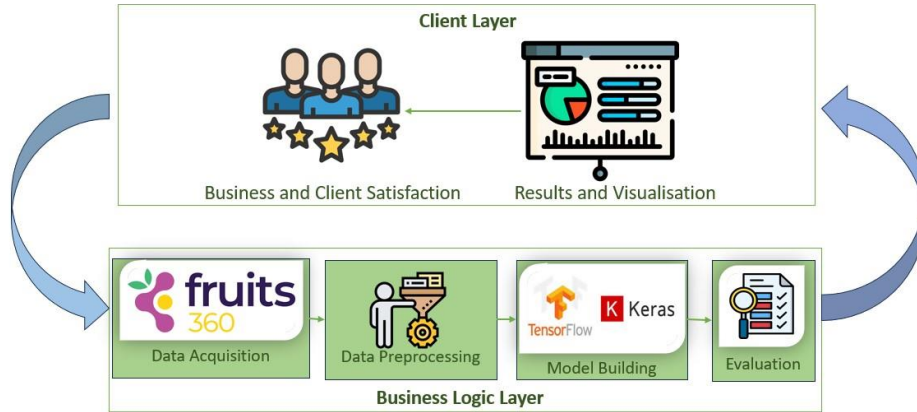 Client Layer
Business and Client Satisfaction
Results and Visualisation
fruits
360
Data Acquisition
Data Preprocessing
TensorFlow
K Keras
Model Building
Evaluation
Business Logic Layer